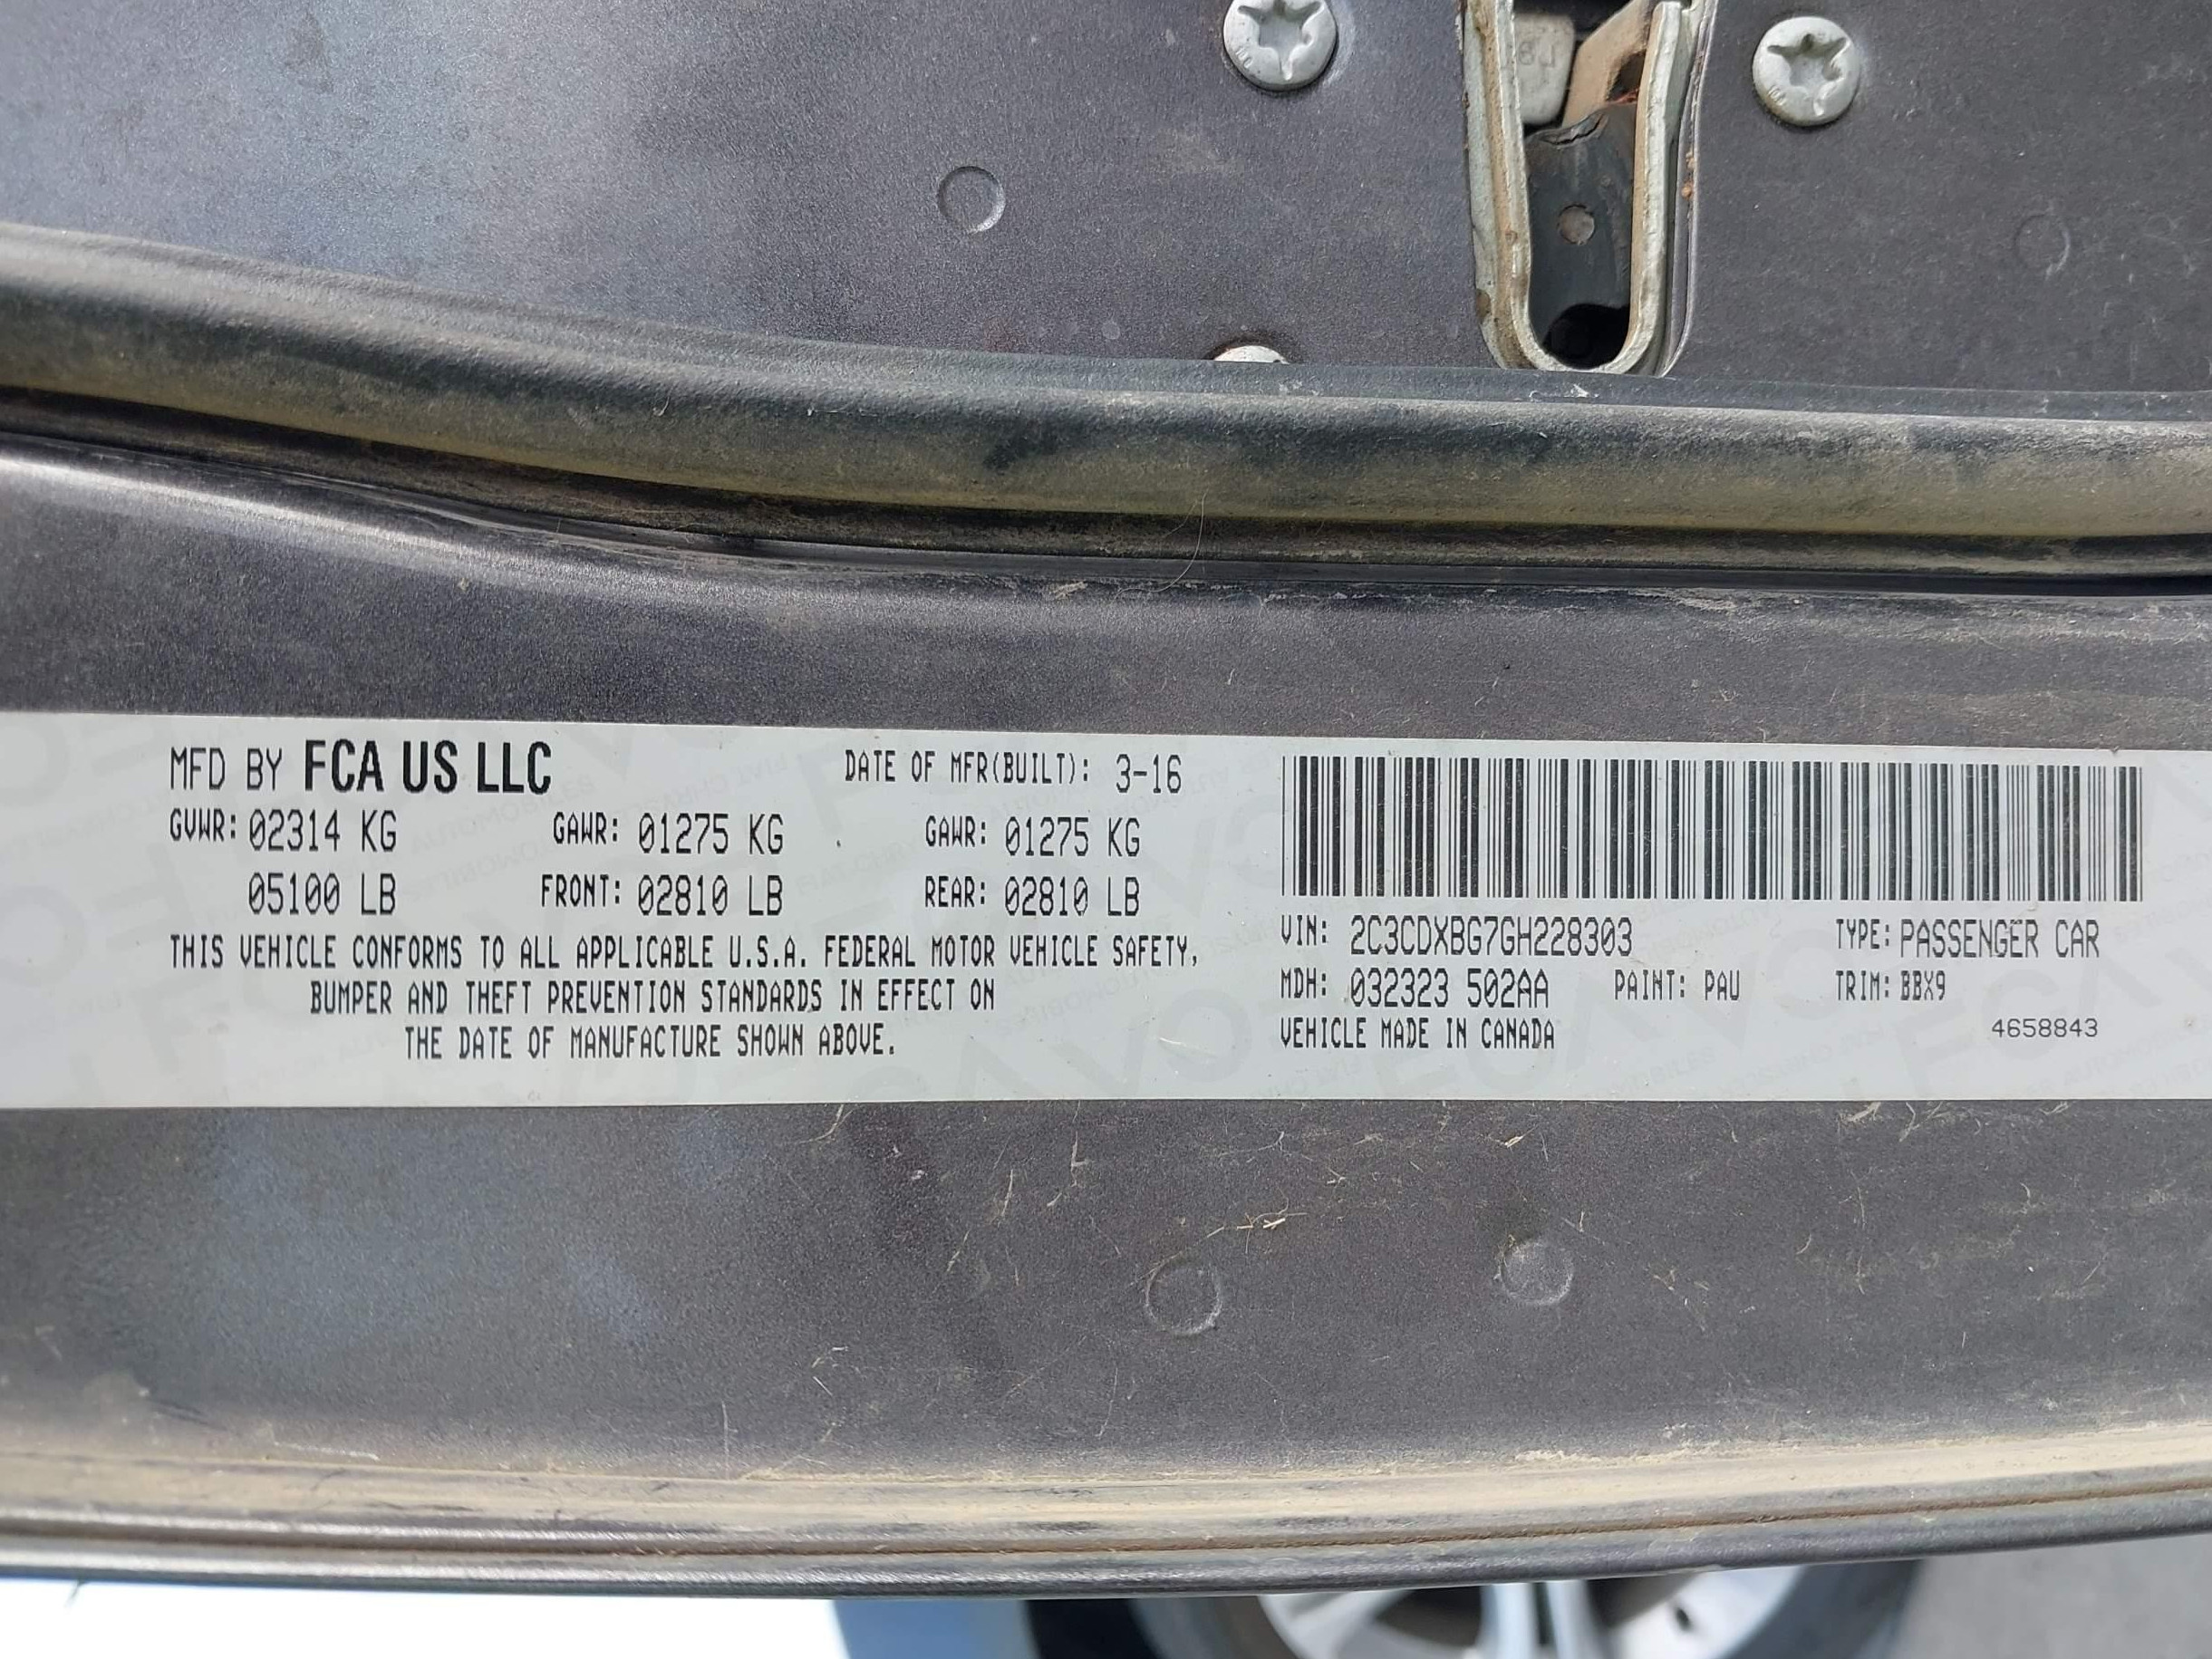 MFD BY FCA US LLC
DATE OF MFR(BUILT): 3-16
GVWR: 02314 KG
GAWR: 01275 KG
GAWR: 01275 KG
05100 LB
FRONT: 02810 LB
REAR: 02810 LB
THIS VEHICLE CONFORMS TO ALL APPLICABLE U.S.A. FEDERAL MOTOR VEHICLE SAFETY,
BUMPER AND THEFT PREVENTION STANDARDS IN EFFECT ON
THE DATE OF MANUFACTURE SHOWN ABOVE.
VIN: 2C3CDXBG7GH228303
TYPE: PASSENGER CAR
MDH: 032323 502AA
PAINT: PAU
TRIM: BBX9
VEHICLE MADE IN CANADA
4658843